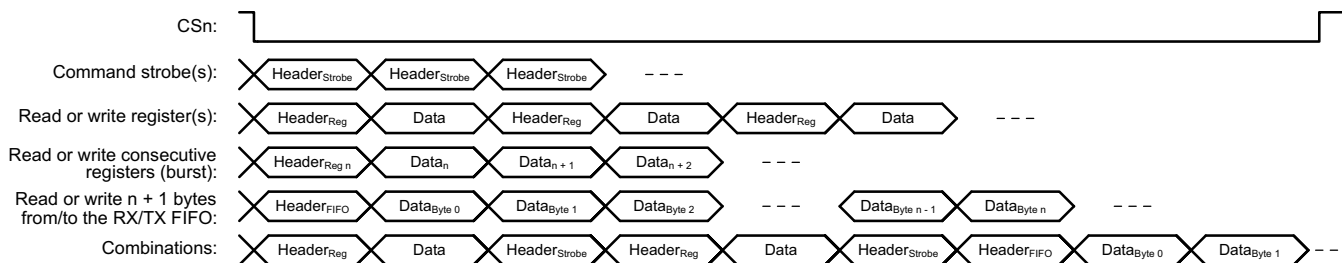 CSn:
Command strobe(s): HeaderStrobe HeaderStrobe HeaderStrobe – – –
Read or write register(s): HeaderReg Data HeaderReg Data HeaderReg Data – – –
Read or write consecutive
registers (burst): HeaderReg n Datan Datan + 1 Datan + 2 – – –
Read or write n + 1 bytes
from/to the RX/TX FIFO: HeaderFIFO DataByte 0 DataByte 1 DataByte 2 – – – DataByte n - 1 DataByte n – – –
Combinations: HeaderReg Data HeaderStrobe HeaderReg Data HeaderStrobe HeaderFIFO DataByte 0 DataByte 1 – – –